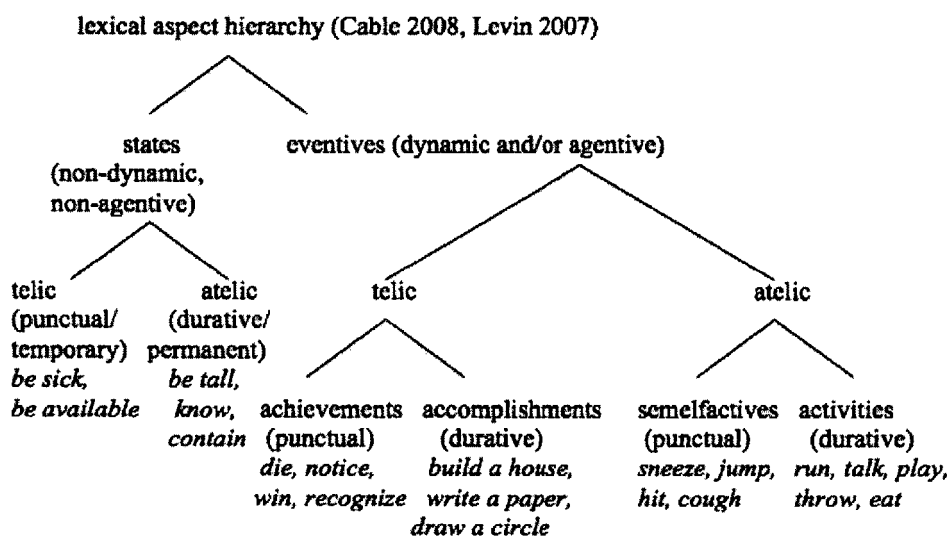 lexical aspect hierarchy (Cable 2008, Levin 2007)
states
(non-dynamic,
non-agentive)
eventives (dynamic and/or agentive)
telic
(punctual/
temporary)
be sick,
be available
atelic
(durative/
permanent)
be tall,
know,
contain
telic
atelic
achievements
(punctual)
die, notice,
win, recognize
accomplishments
(durative)
build a house,
write a paper,
draw a circle
semelfactives
(punctual)
sneeze, jump,
hit, cough
activities
(durative)
run, talk, play,
throw, eat